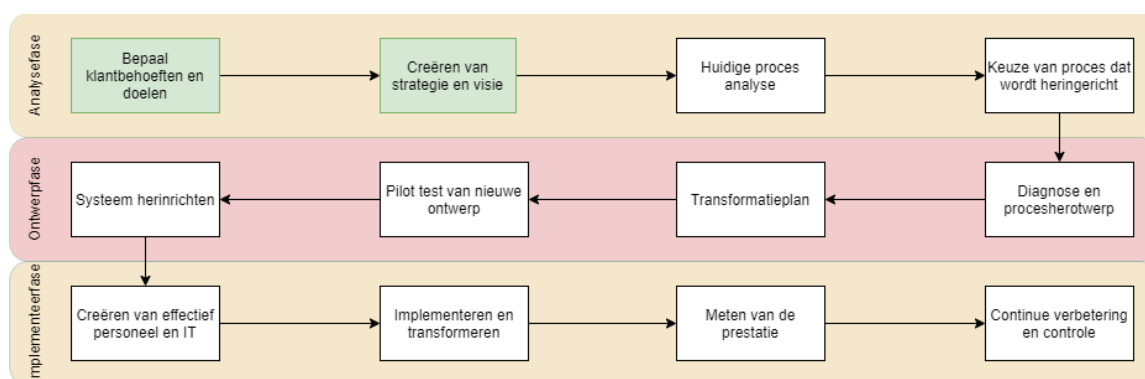 Analysefase
Bepaal
klantbehoeften en
doelen
Creëren van
strategie en visie
Huidige proces
analyse
Keuze van proces dat
wordt heringericht
Ontwerpfase
Systeem herinrichten
Pilot test van nieuwe
ontwerp
Transformatieplan
Diagnose en
procesherotwerp
mplementeerfase
Creëren van effectief
personeel en IT
Implementeren en
transformeren
Meten van de
prestatie
Continue verbetering
en controle